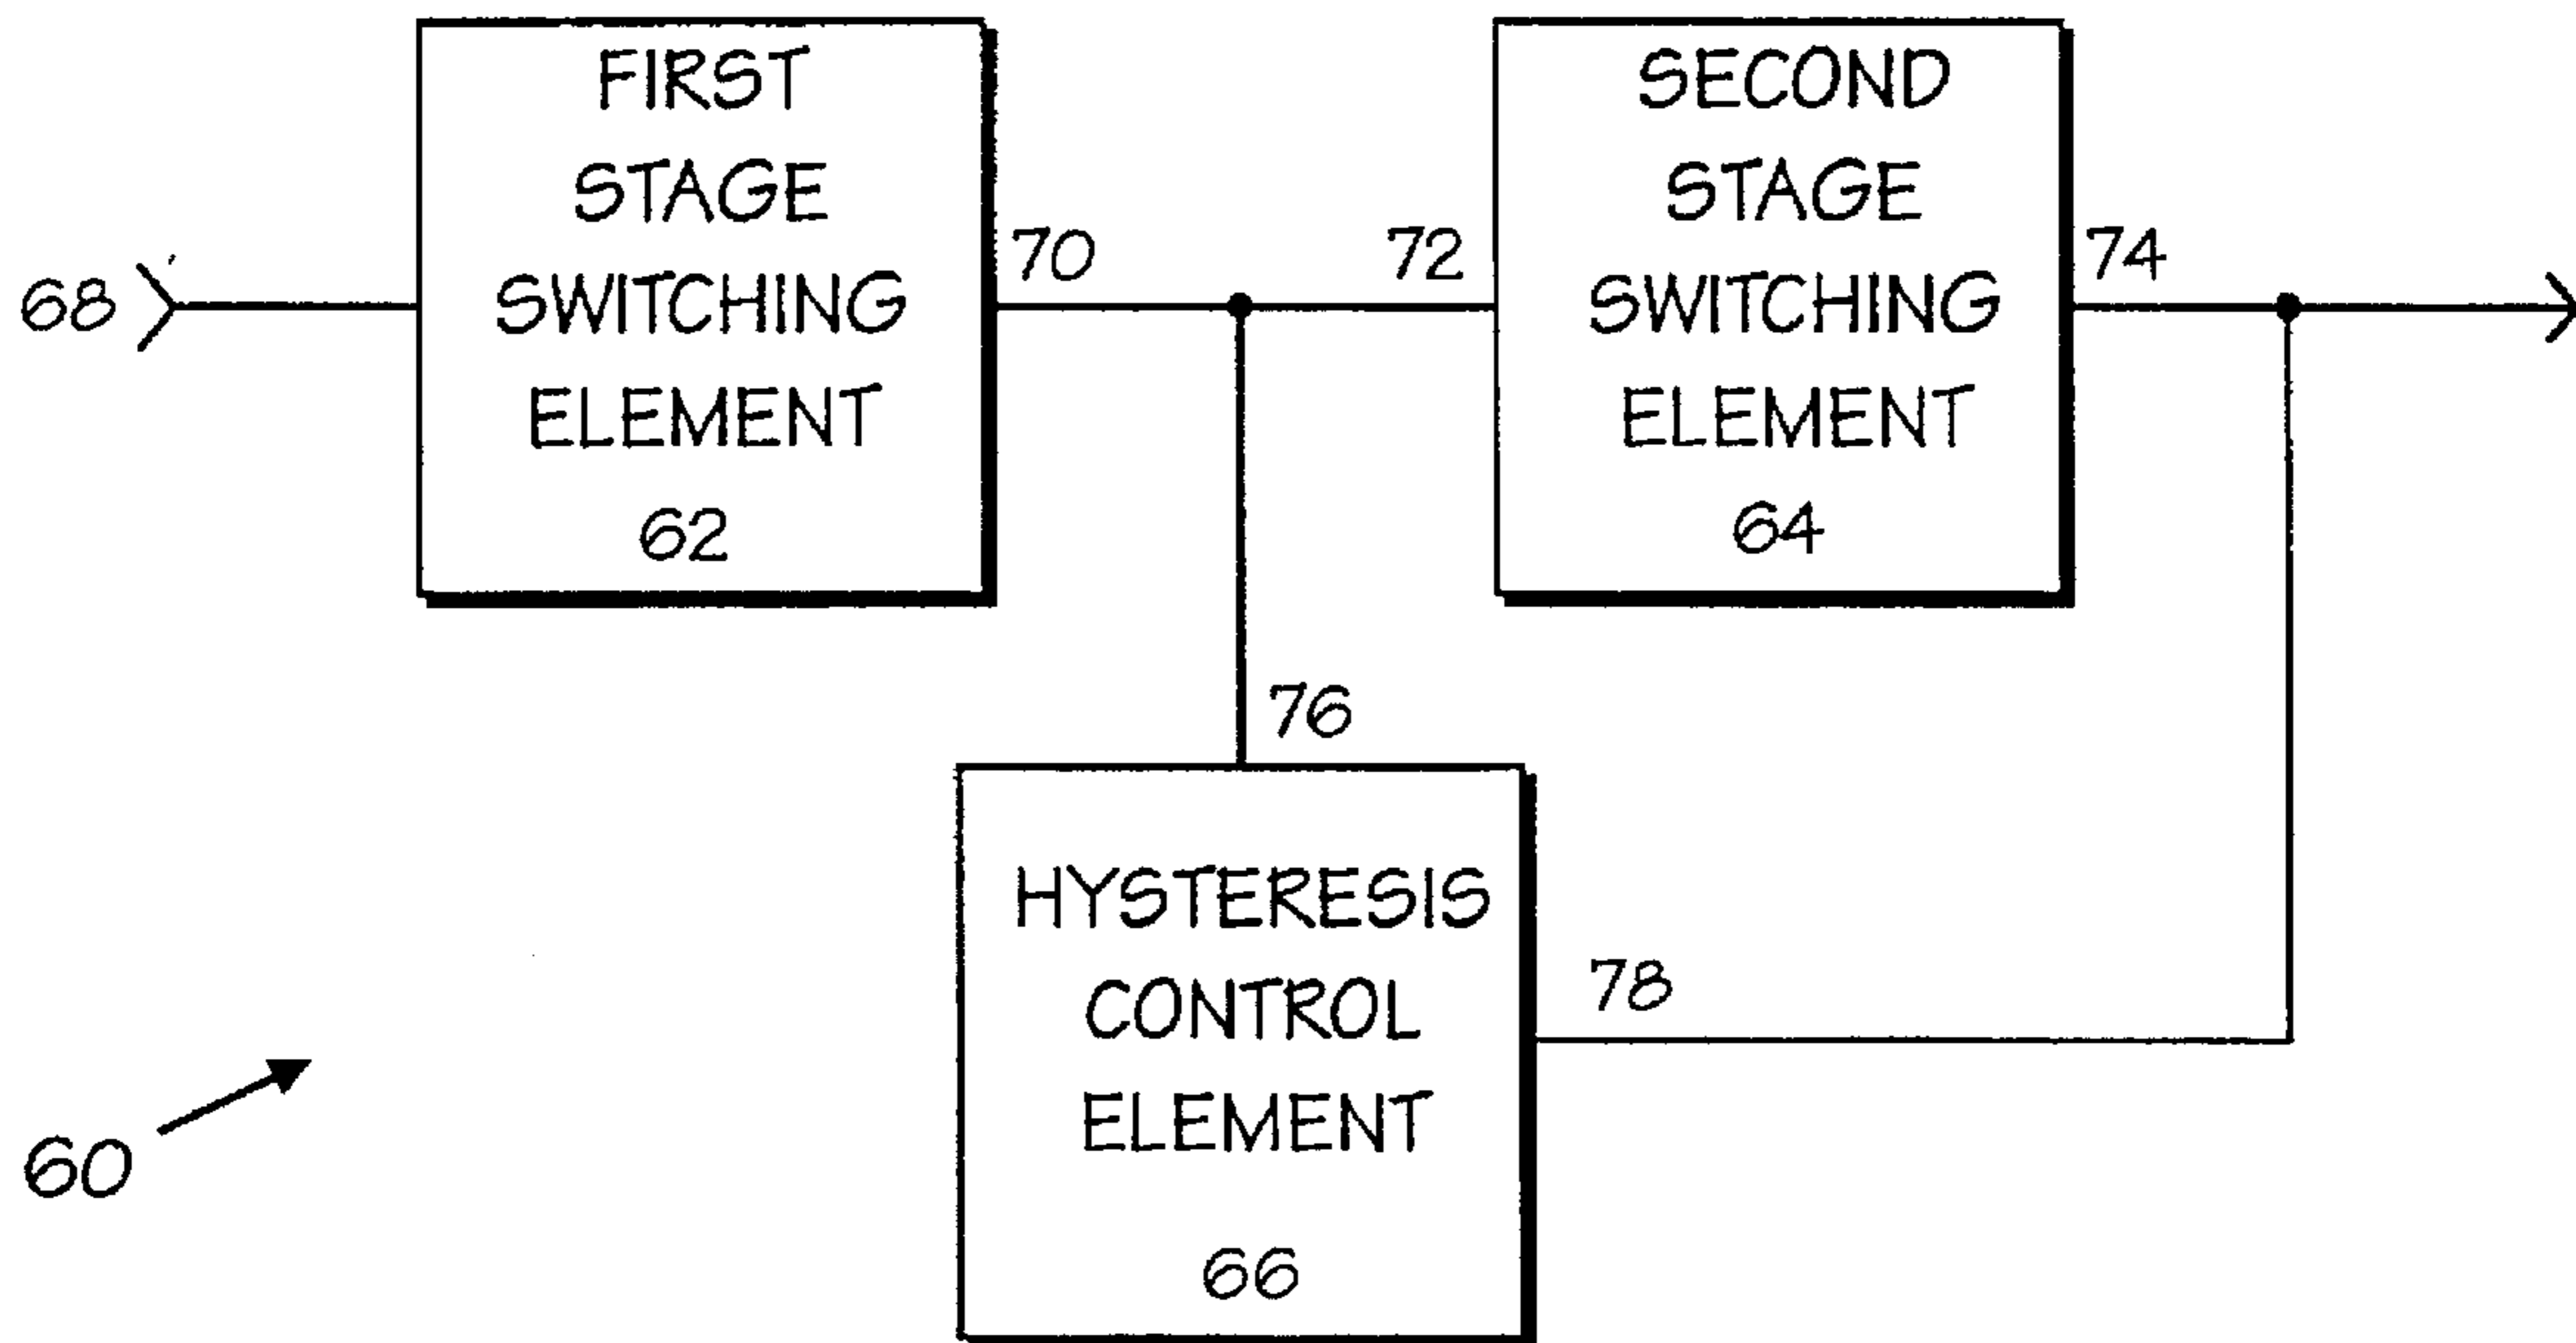 FIRST
STAGE
SWITCHING
ELEMENT
62
SECOND
STAGE
SWITCHING
ELEMENT
64
68
70
72
74
76
HYSTERESIS
CONTROL
ELEMENT
66
78
60